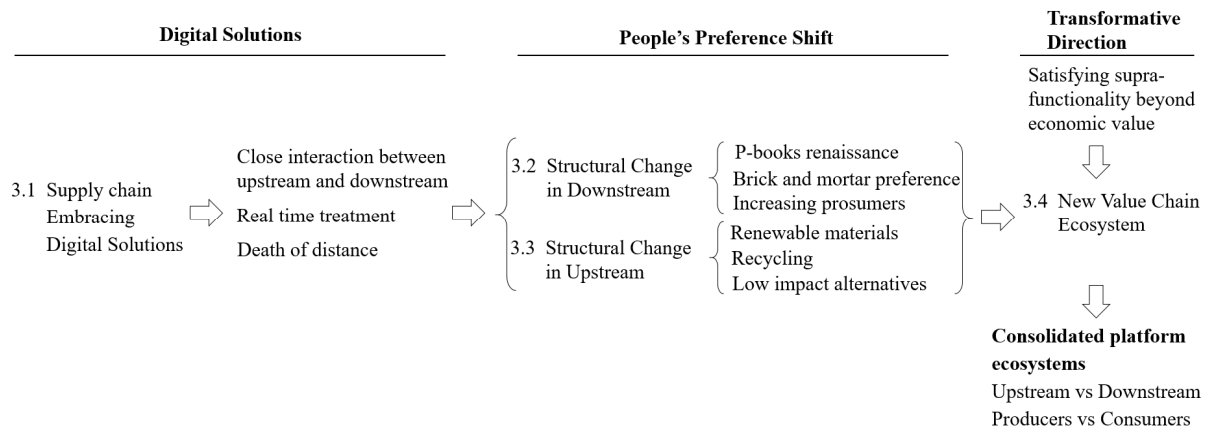 Digital Solutions
People's Preference Shift
Transformative
Direction
3.1 Supply chain
Embracing
Digital Solutions
Close interaction between
upstream and downstream
Real time treatment
Death of distance
3.2 Structural Change
in Downstream
P-books renaissance
Brick and mortar preference
Increasing prosumers
3.3 Structural Change
in Upstream
Renewable materials
Recycling
Low impact alternatives
Satisfying supra-
functionality beyond
economic value
3.4 New Value Chain
Ecosystem
Consolidated platform
ecosystems
Upstream vs Downstream
Producers vs Consumers